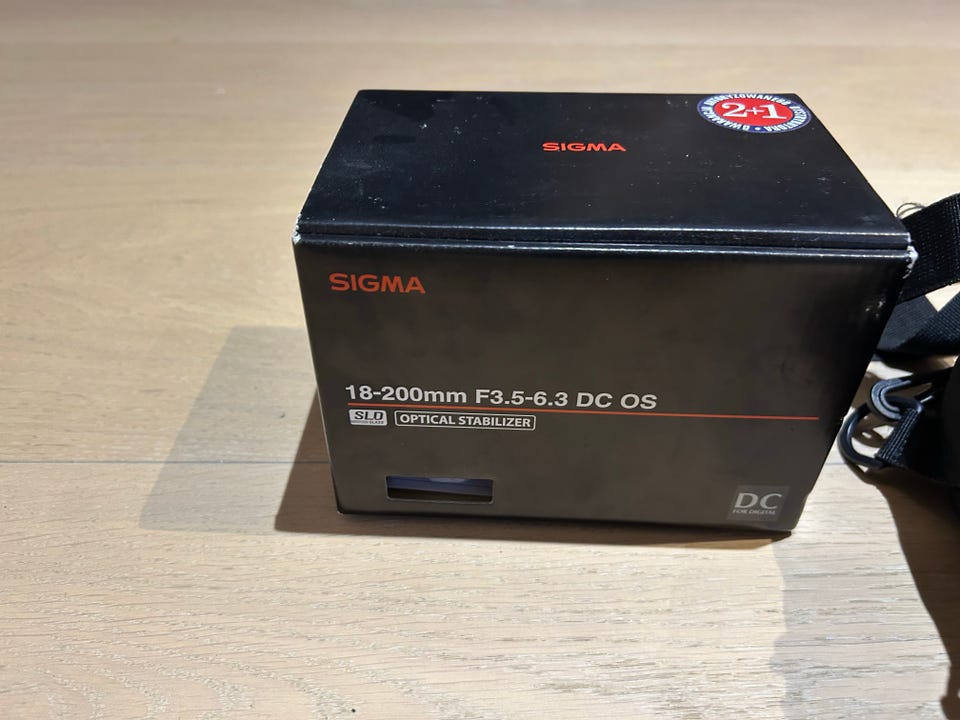 SIGMA
2+1
SIGMA
18-200mm F3.5-6.3 DC OS
SLD
OPTICAL STABILIZER
DC
FOR DIGITAL